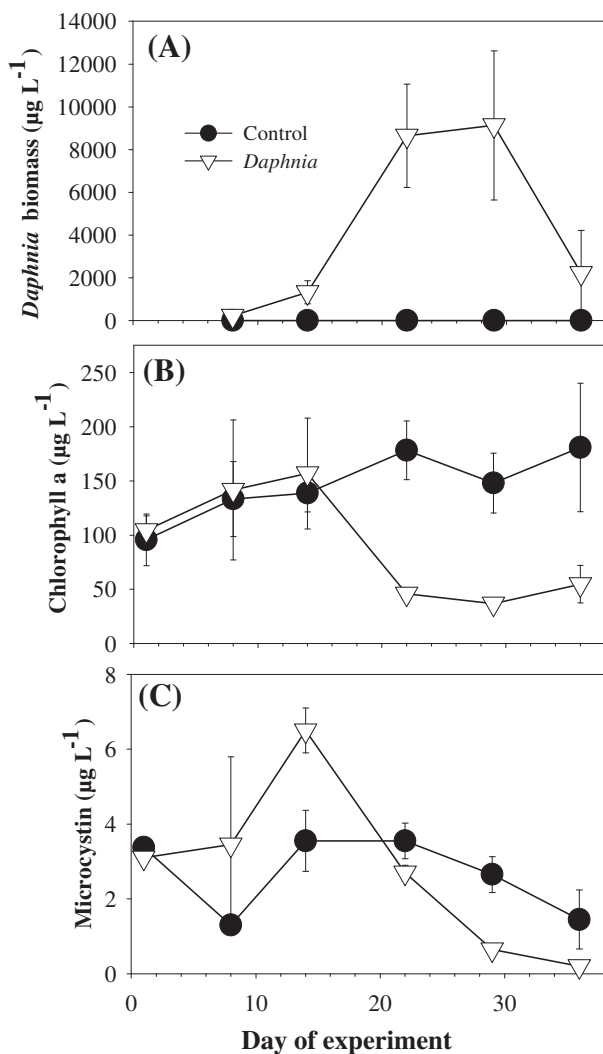 (A)
Daphnia biomass (µg L-1)
14000
12000
10000
8000
6000
4000
2000
0
Control
Daphnia
(B)
Chlorophyll a (µg L-1)
250
200
150
100
50
0
(C)
Microcystin (µg L-1)
8
6
4
2
0
0 10 20 30
Day of experiment